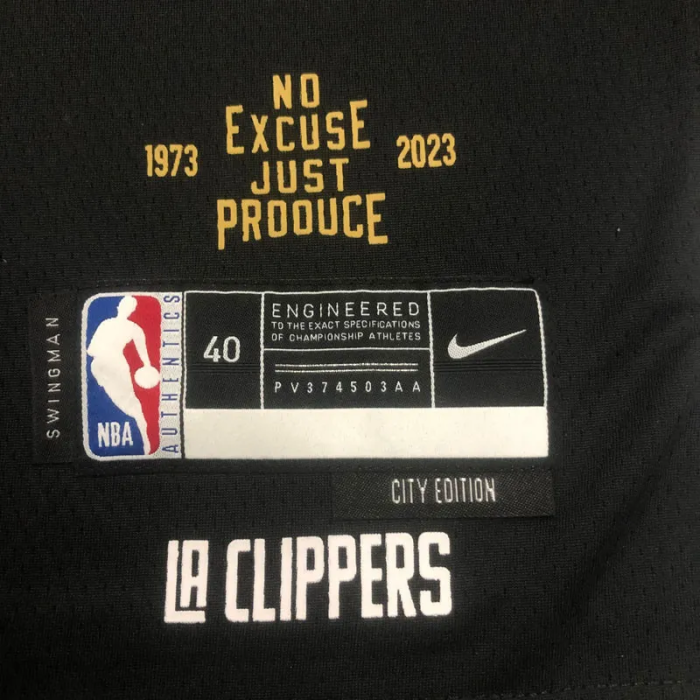 NO
EXCUSE
1973
2023
JUST
PROOUCE
SWINGMAN
NBA
AUTHENTICS
40
ENGINEERED
TO THE EXACT SPECIFICATIONS
OF CHAMPIONSHIP ATHLETES
PV374503AA
CITY EDITION
LA CLIPPERS